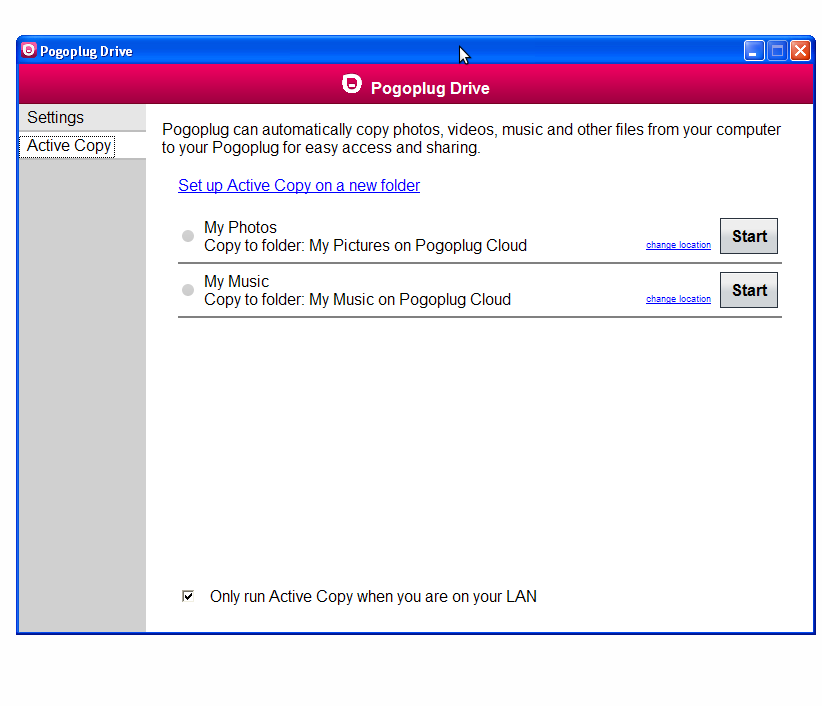 Pogoplug Drive
Pogoplug Drive
Settings
Active Copy
Pogoplug can automatically copy photos, videos, music and other files from your computer
to your Pogoplug for easy access and sharing.
Set up Active Copy on a new folder
My Photos
Copy to folder: My Pictures on Pogoplug Cloud
change location
Start
My Music
Copy to folder: My Music on Pogoplug Cloud
change location
Start
Only run Active Copy when you are on your LAN